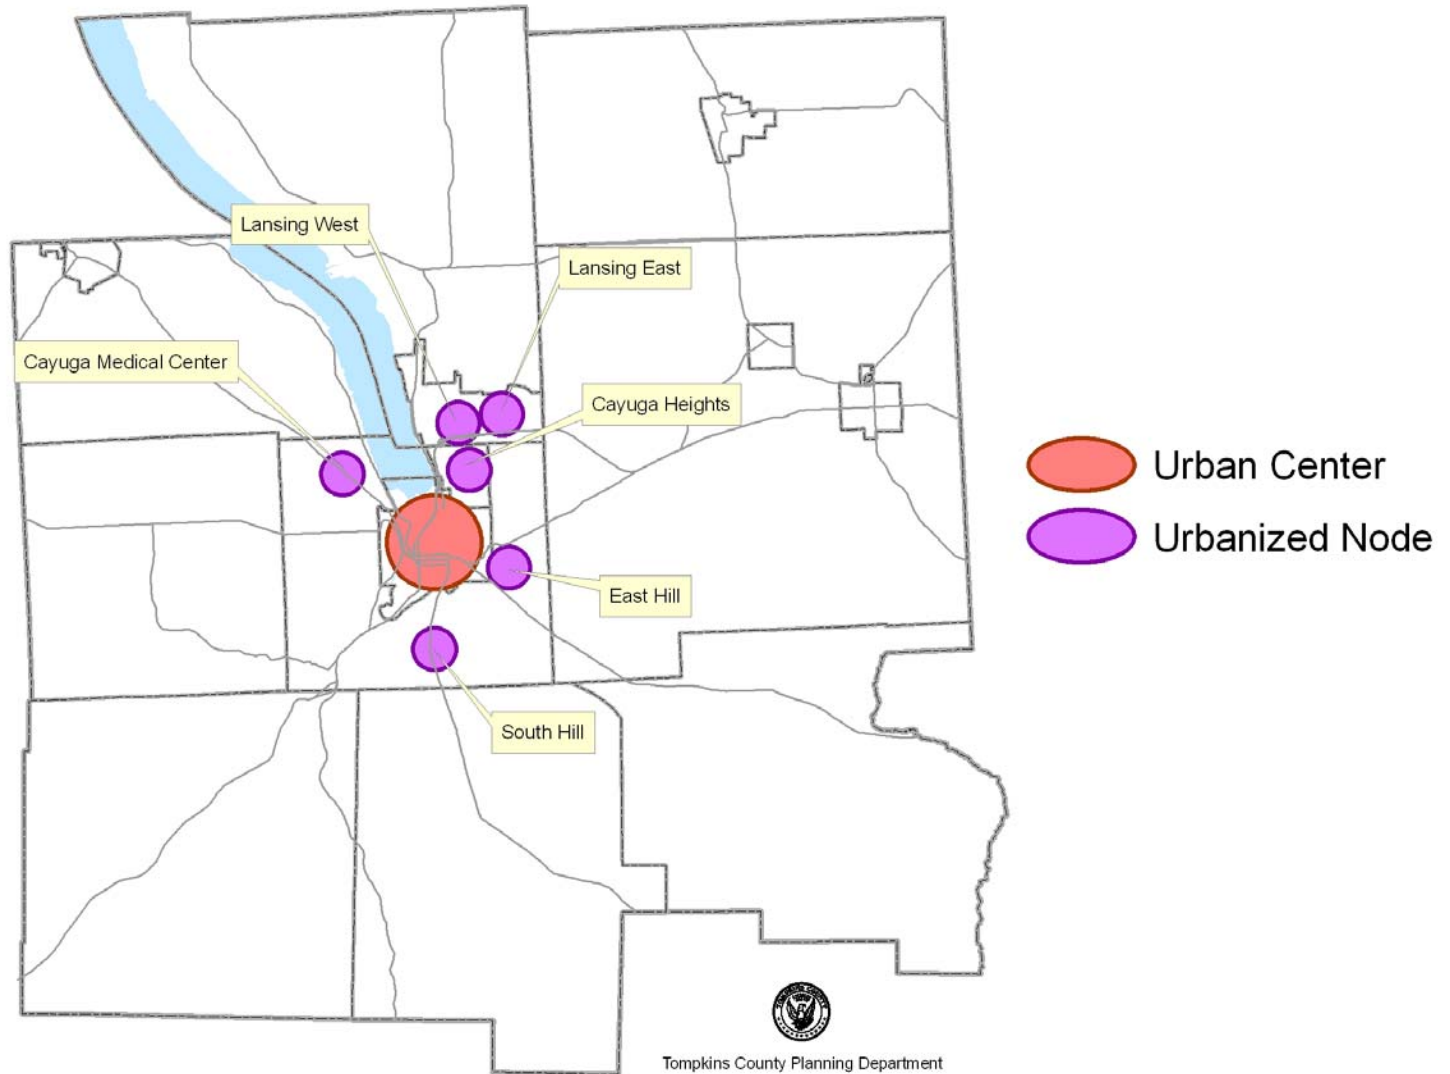 Lansing West
Lansing East
Cayuga Medical Center
Cayuga Heights
Urban Center
Urbanized Node
East Hill
South Hill
Tompkins County Planning Department